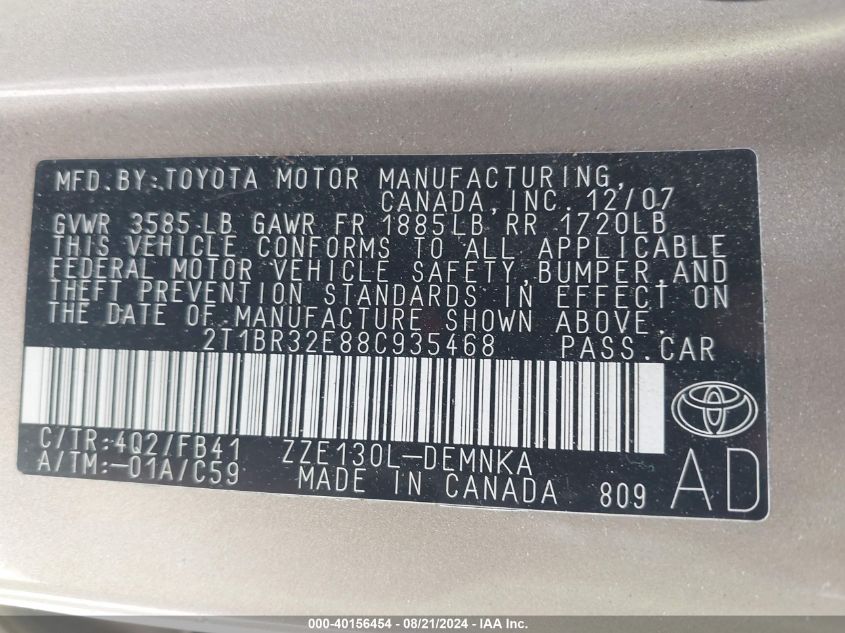 MFD. BY: TOYOTA MOTOR MANUFACTURING,
CANADA, INC. 12/07
GVWR 3585 LB GAWR FR 1885LB RR 1720LB
THIS VEHICLE CONFORMS TO ALL APPLICABLE
FEDERAL MOTOR VEHICLE SAFETY, BUMPER, AND
THEFT PREVENTION STANDARDS IN EFFECT ON
THE DATE OF MANUFACTURE SHOWN ABOVE.
2T1BR32E88C935468 PASS. CAR
C/TR: 4Q2/FB41 ZZE130L-DEMNKA
A/TM: -01A/C59 MADE IN CANADA 809 AD
000-40156454 - 08/21/2024 - IAA Inc.